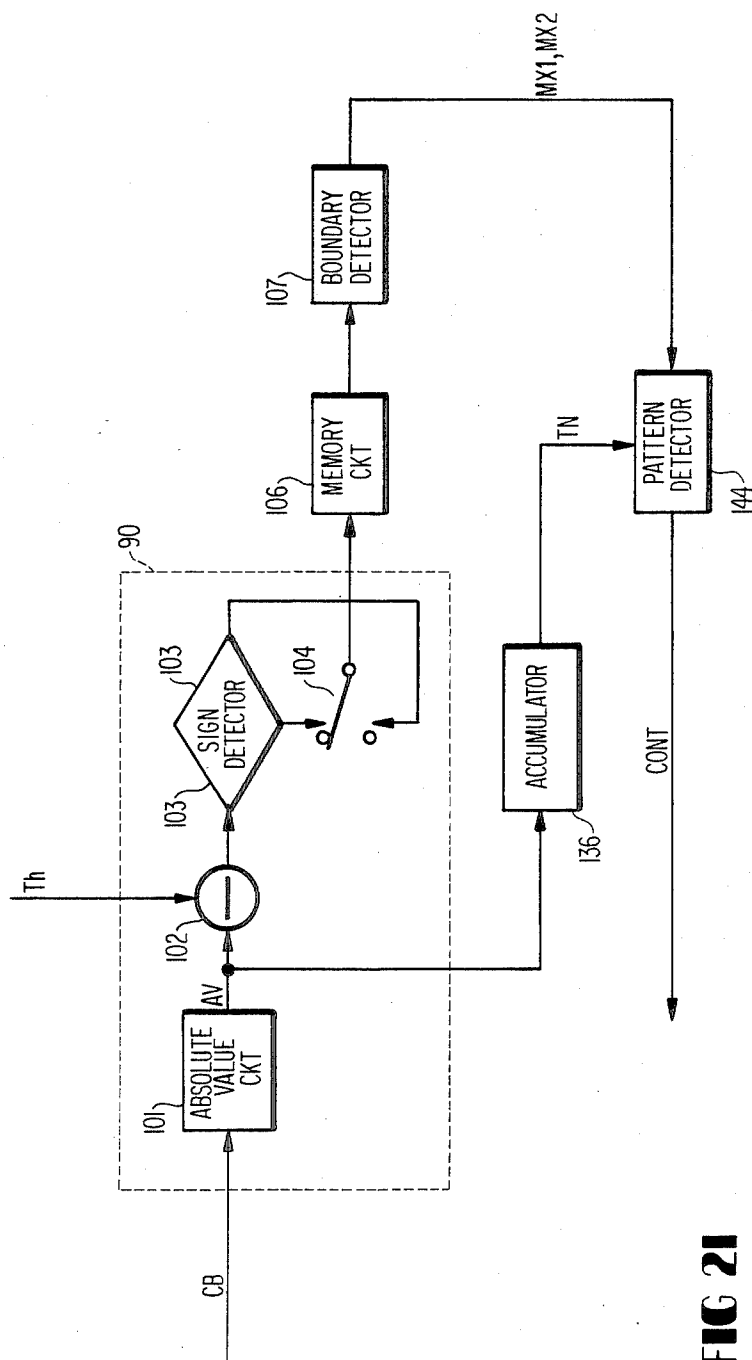 CB
101
ABSOLUTE
VALUE
CKT
AV
Th
102
90
103
SIGN
DETECTOR
103
104
106
MEMORY
CKT
107
BOUNDARY
DETECTOR
MX1,MX2
136
ACCUMULATOR
TN
PATTERN
DETECTOR
144
CONT
FIG 21